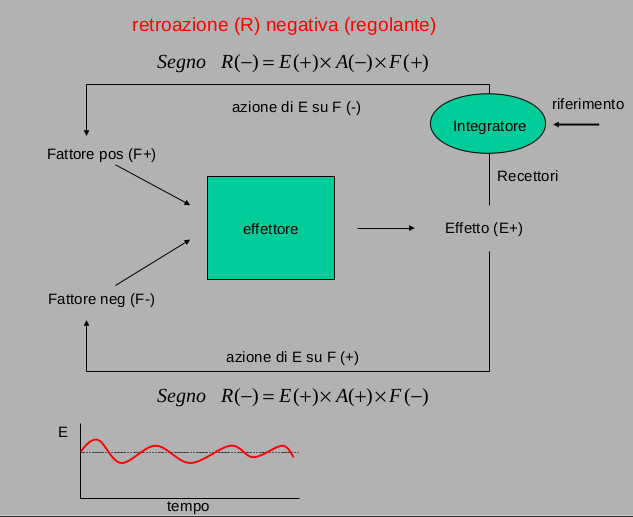 retroazione (R) negativa (regolante)
Segno R(–) = E(+)× A(–)× F(+)
azione di E su F (-)
riferimento
Integratore
Fattore pos (F+)
Recettori
effettore
Effetto (E+)
Fattore neg (F-)
azione di E su F (+)
Segno R(–) = E(+)× A(+)× F(–)
E
tempo